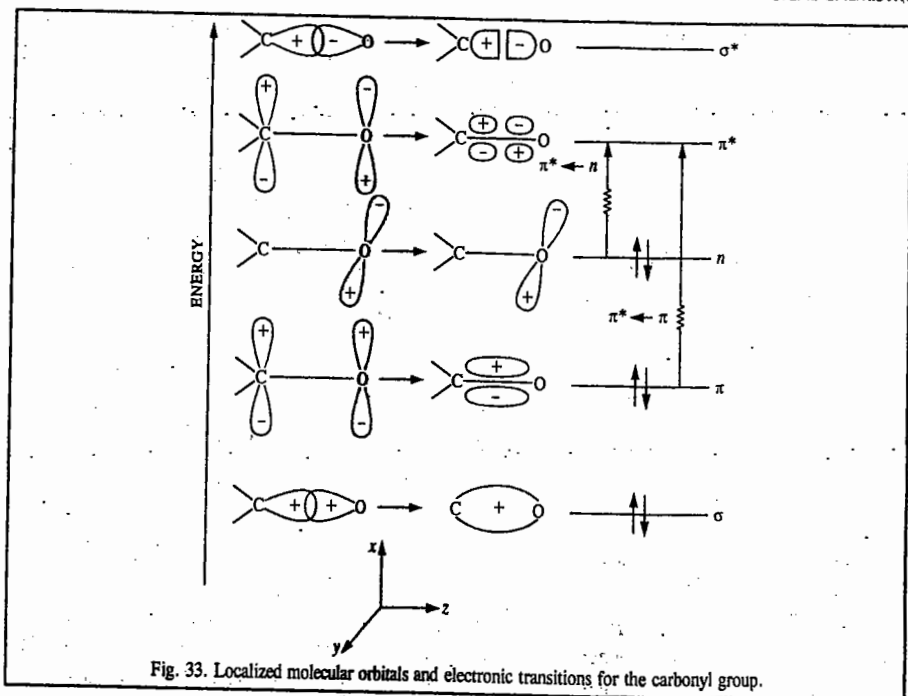 C + - O C + - O σ*
+ - C O - + C + - O - + π* π* ← n
C O - + C O - + n
ENERGY
π* ← π
+ + C O - - C + - O π
C + + O C + O σ
x
z
y
Fig. 33. Localized molecular orbitals and electronic transitions for the carbonyl group.